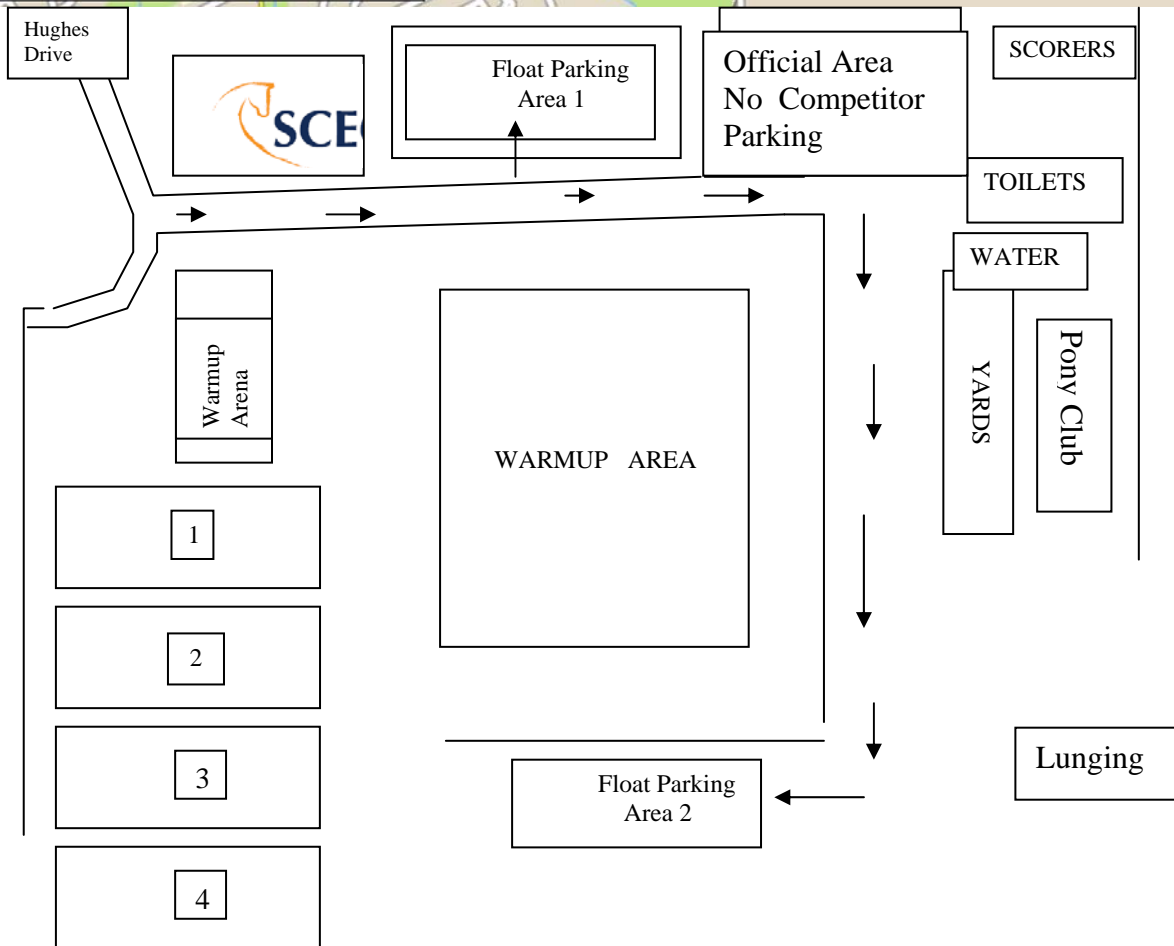 Hughes
Drive
SCE
Float Parking
Area 1
Official Area
No Competitor
Parking
SCORERS
TOILETS
WATER
Warmup
Arena
WARMUP AREA
YARDS
Pony Club
1
2
3
4
Float Parking
Area 2
Lunging